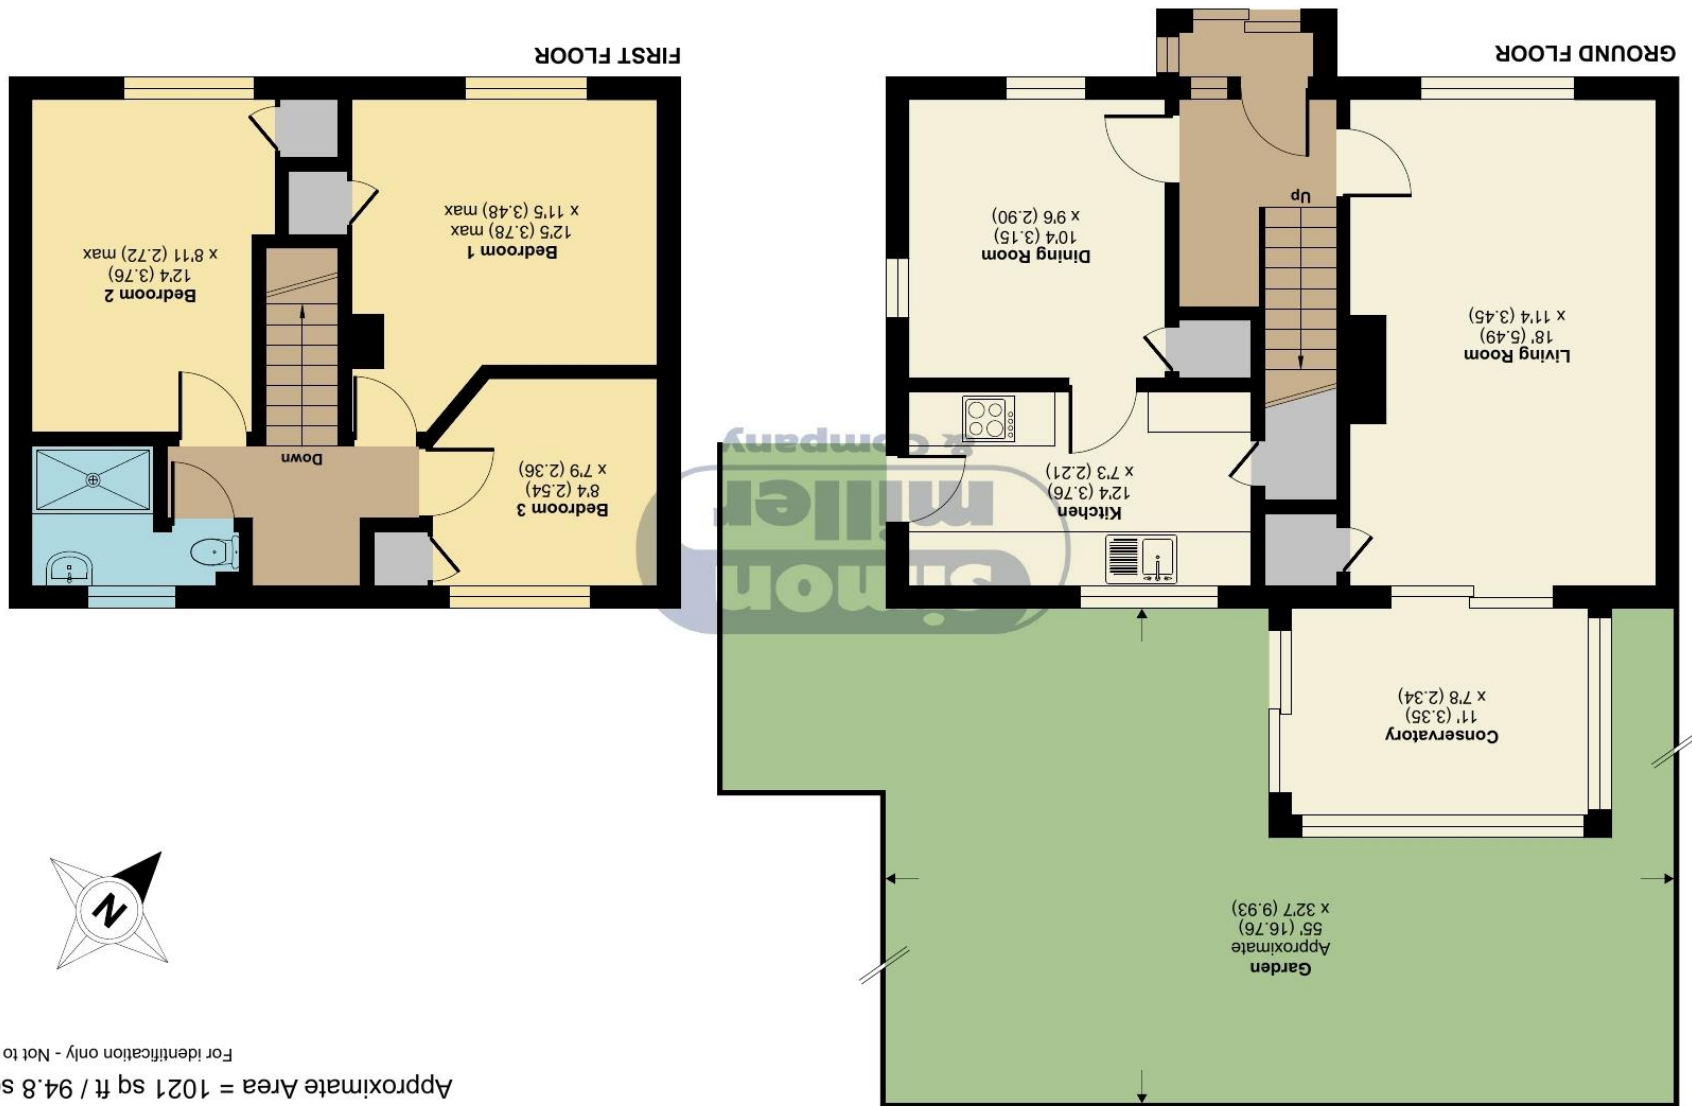 Approximate Area = 1021 sq ft / 94.8
For identification only - Not to
Garden
Approximate
55' (16.76)
x 32'7 (9.93)
N
Conservatory
11' (3.35)
x 7'8 (2.34)
simon
miller
& Company
Kitchen
12'4 (3.76)
x 7'3 (2.21)
Living Room
18' (5.49)
x 11'4 (3.45)
Dining Room
10'4 (3.15)
x 9'6 (2.90)
Up
GROUND FLOOR
Bedroom 3
8'4 (2.54)
x 7'9 (2.36)
Down
Bedroom 1
12'5 (3.78) max
x 11'5 (3.48) max
Bedroom 2
12'4 (3.76)
x 8'11 (2.72) max
FIRST FLOOR